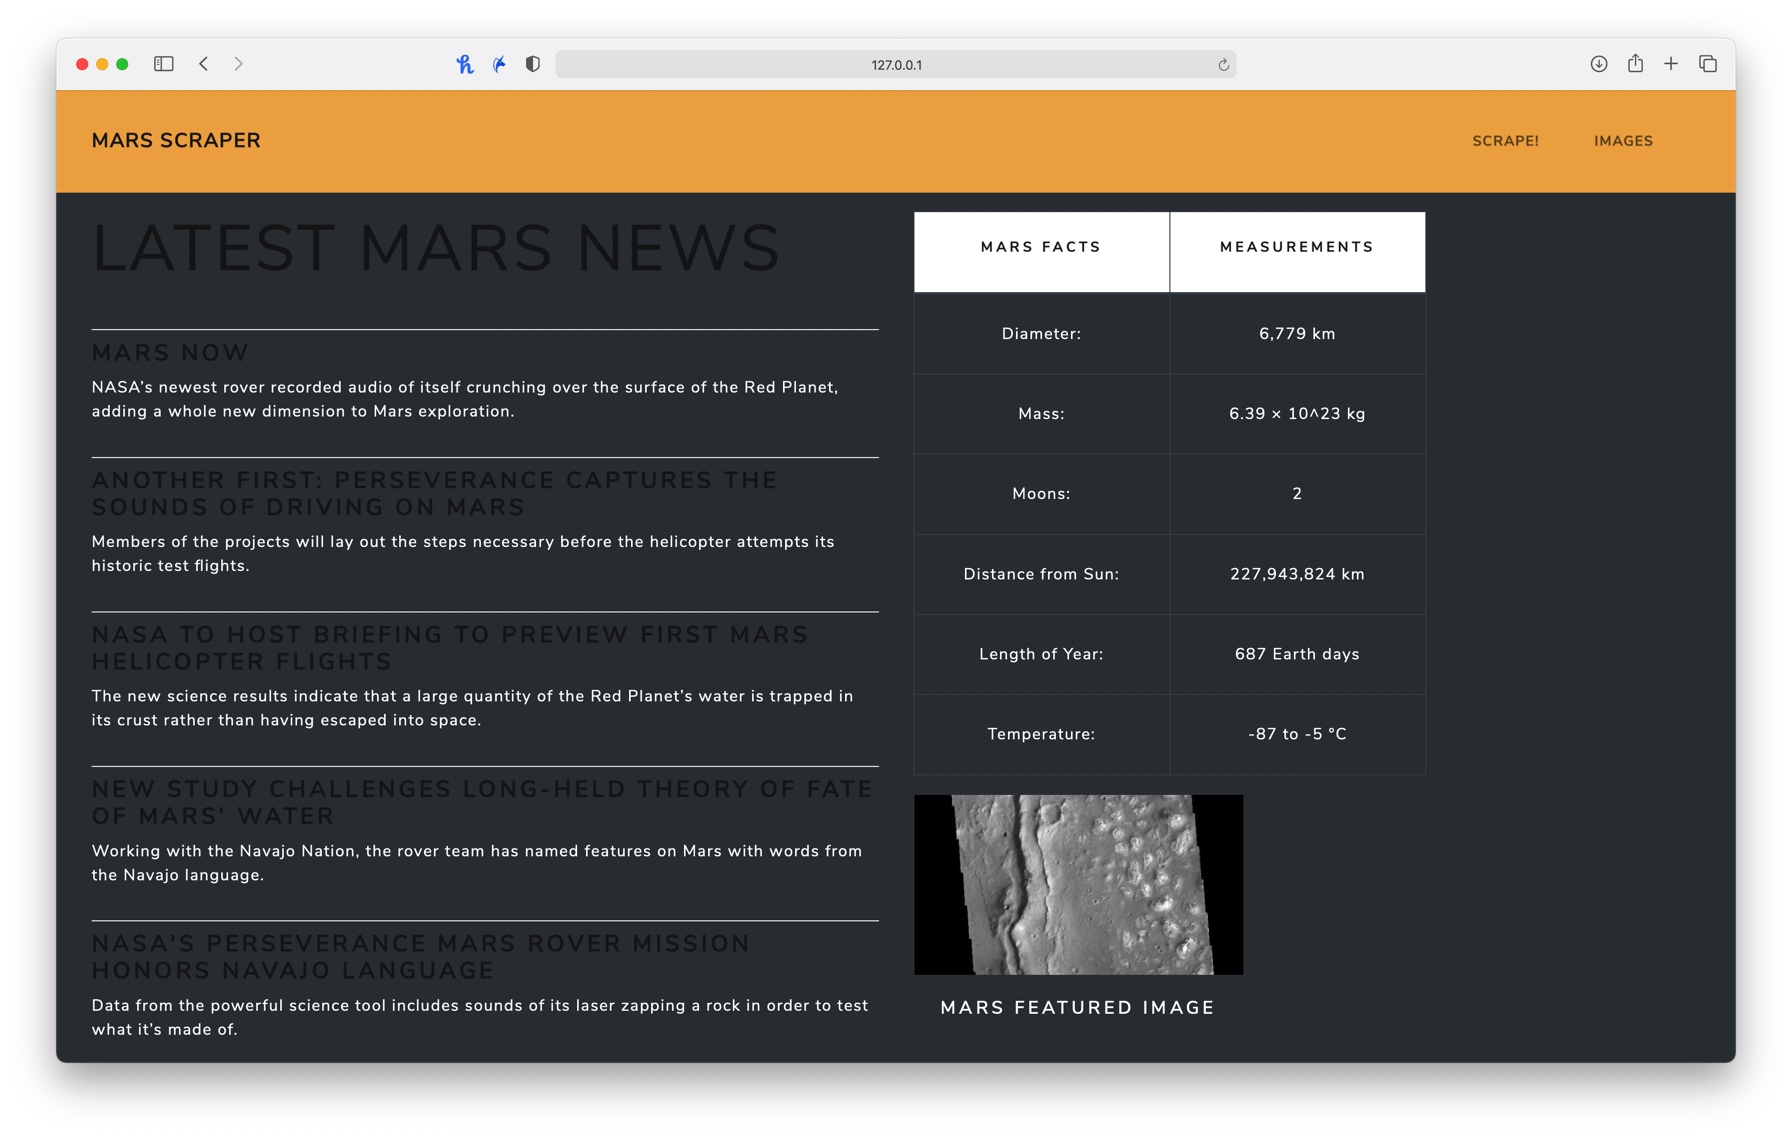 127.0.0.1
MARS SCRAPER
SCRAPE!
IMAGES
LATEST MARS NEWS
MARS NOW
NASA's newest rover recorded audio of itself crunching over the surface of the Red Planet,
adding a whole new dimension to Mars exploration.
ANOTHER FIRST: PERSEVERANCE CAPTURES THE
SOUNDS OF DRIVING ON MARS
Members of the projects will lay out the steps necessary before the helicopter attempts its
historic test flights.
NASA TO HOST BRIEFING TO PREVIEW FIRST MARS
HELICOPTER FLIGHTS
The new science results indicate that a large quantity of the Red Planet's water is trapped in
its crust rather than having escaped into space.
NEW STUDY CHALLENGES LONG-HELD THEORY OF FATE
OF MARS' WATER
Working with the Navajo Nation, the rover team has named features on Mars with words from
the Navajo language.
NASA'S PERSEVERANCE MARS ROVER MISSION
HONORS NAVAJO LANGUAGE
Data from the powerful science tool includes sounds of its laser zapping a rock in order to test
what it's made of.
MARS FACTS MEASUREMENTS
Diameter: 6,779 km
Mass: 6.39 × 10^23 kg
Moons: 2
Distance from Sun: 227,943,824 km
Length of Year: 687 Earth days
Temperature: -87 to -5 °C
MARS FEATURED IMAGE